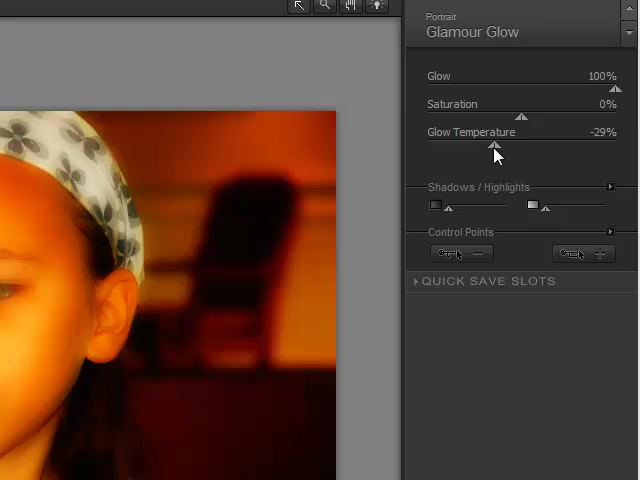 Portrait
Glamour Glow
Glow 100%
Saturation 0%
Glow Temperature -29%
Shadows / Highlights
Control Points
QUICK SAVE SLOTS